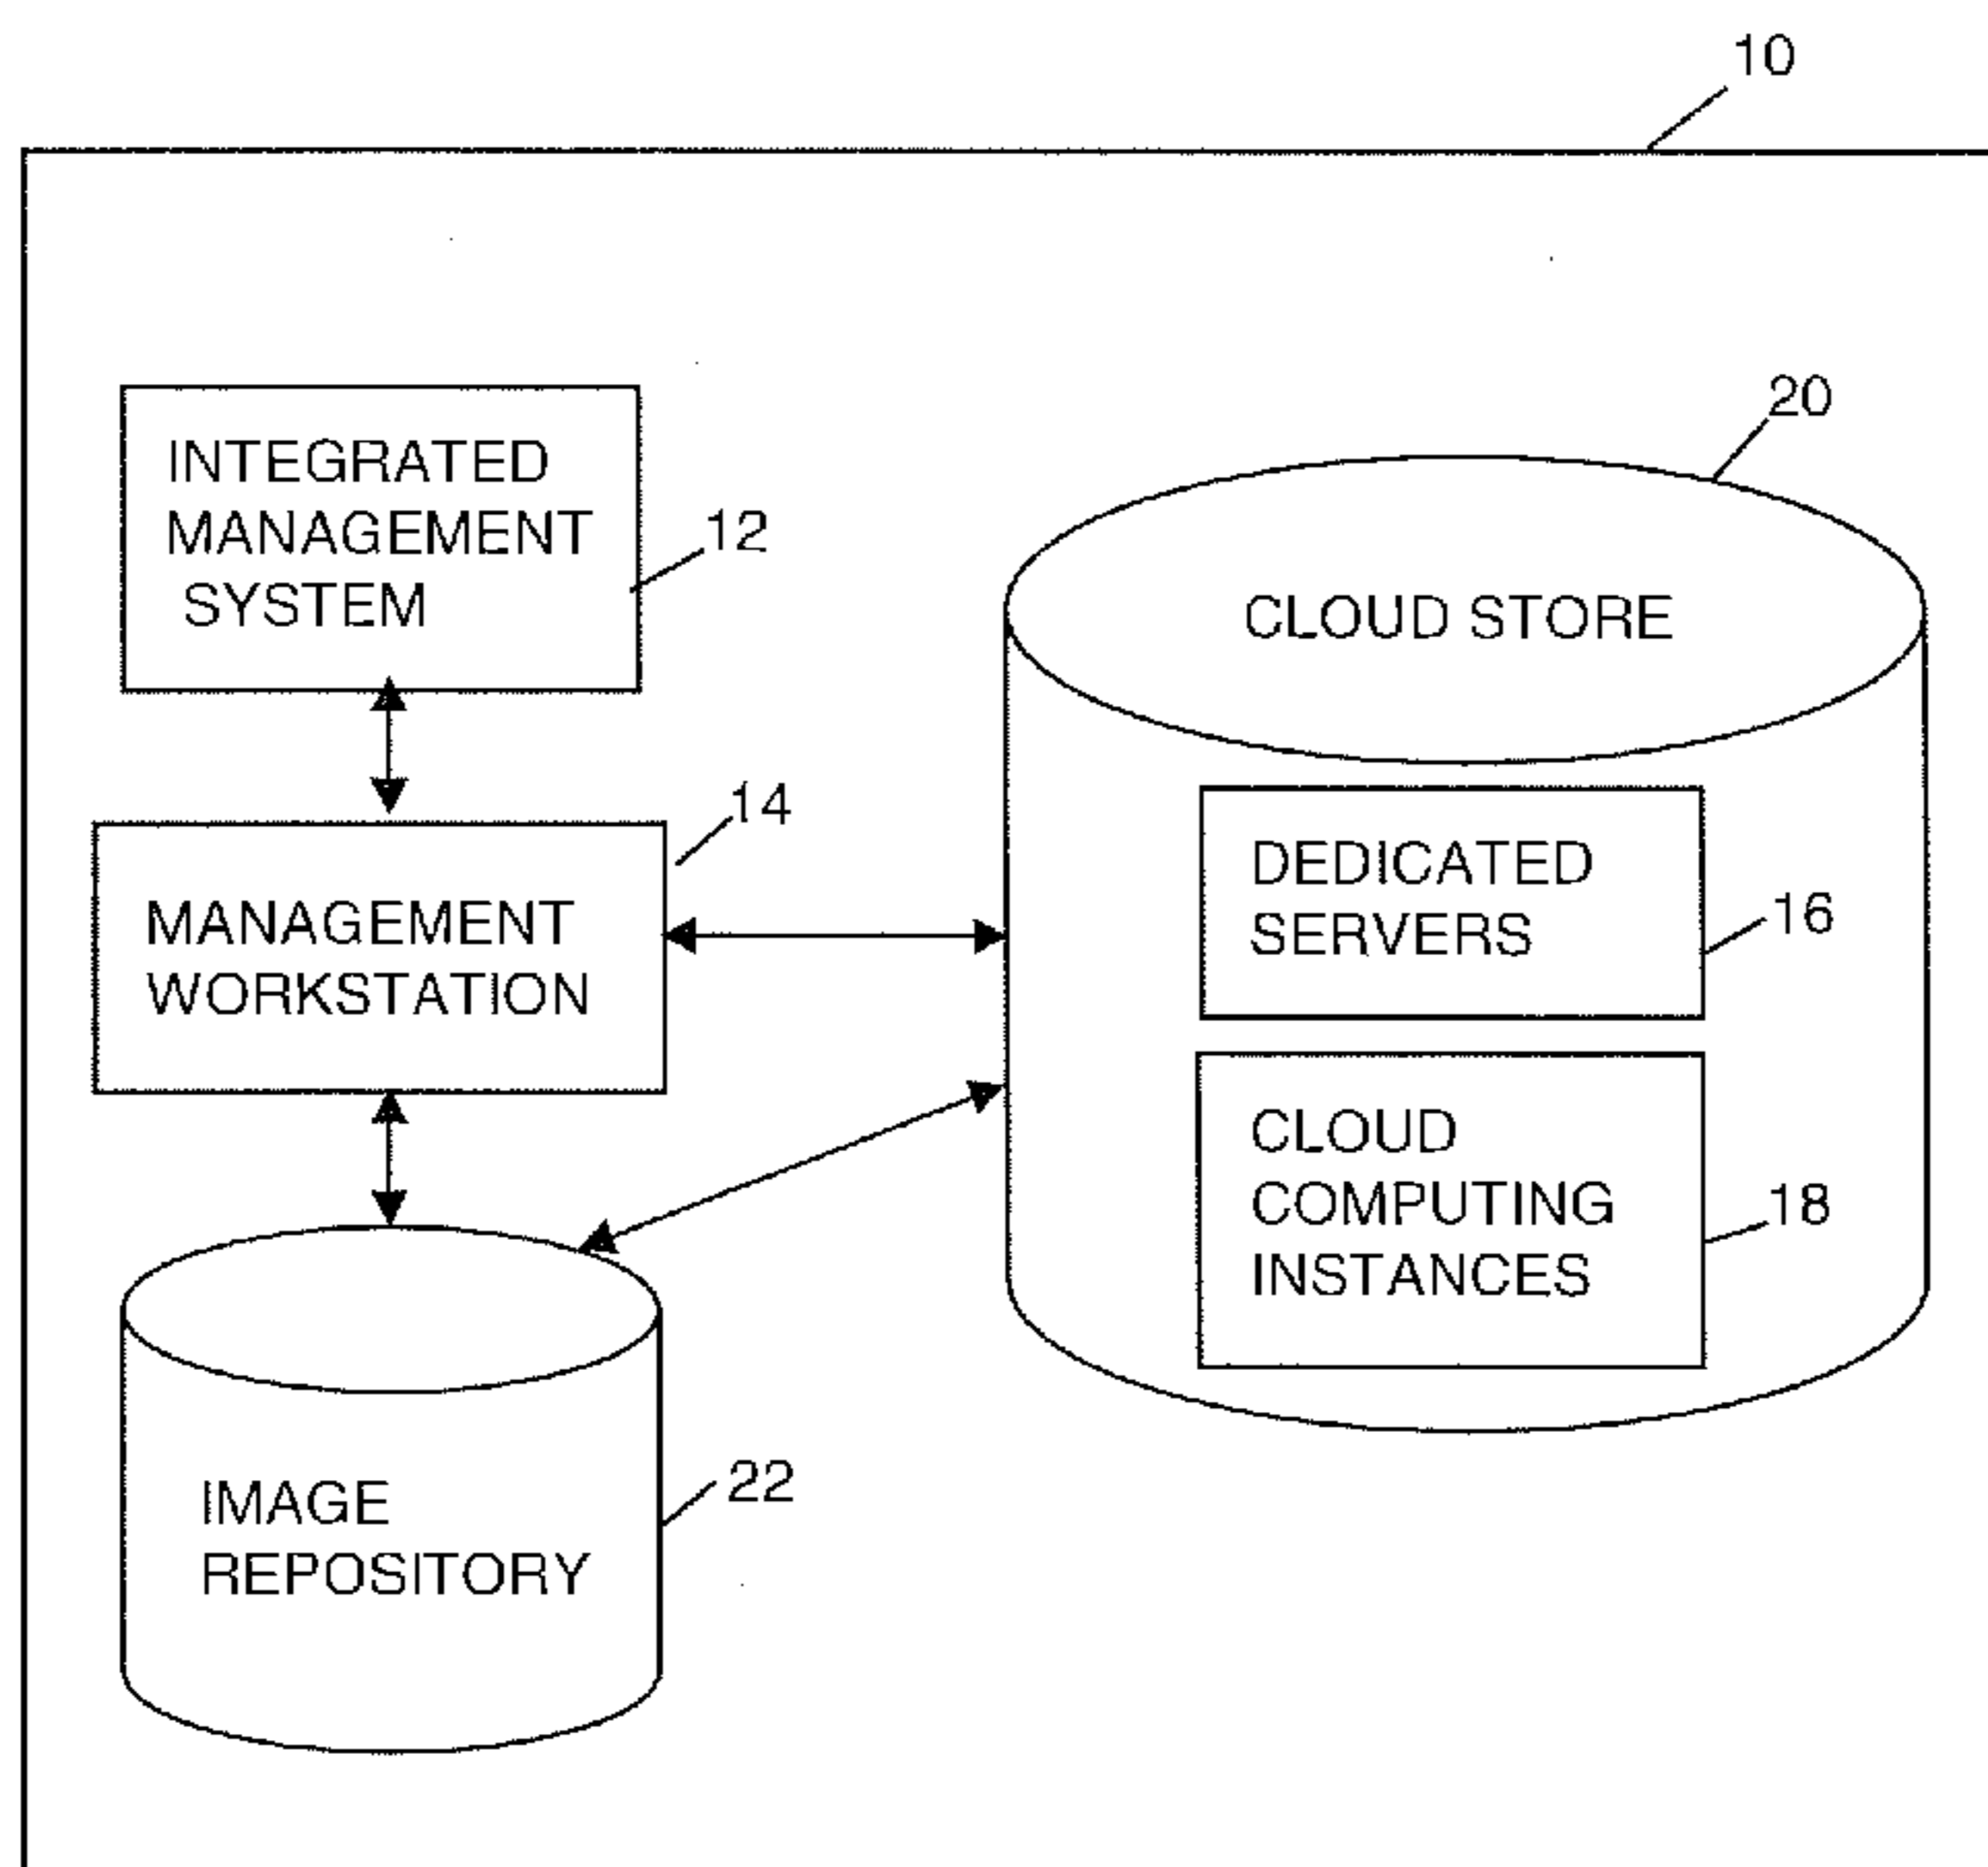 10
INTEGRATED
MANAGEMENT
SYSTEM
12
20
CLOUD STORE
14
MANAGEMENT
WORKSTATION
DEDICATED
SERVERS
16
CLOUD
COMPUTING
INSTANCES
18
IMAGE
REPOSITORY
22